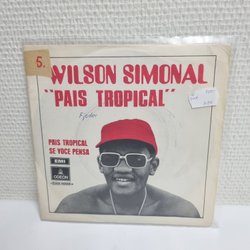 5.
WILSON SIMONAL
"PAIS TROPICAL"
PAIS TROPICAL
SE VOCE PENSA
EMI
ODEON